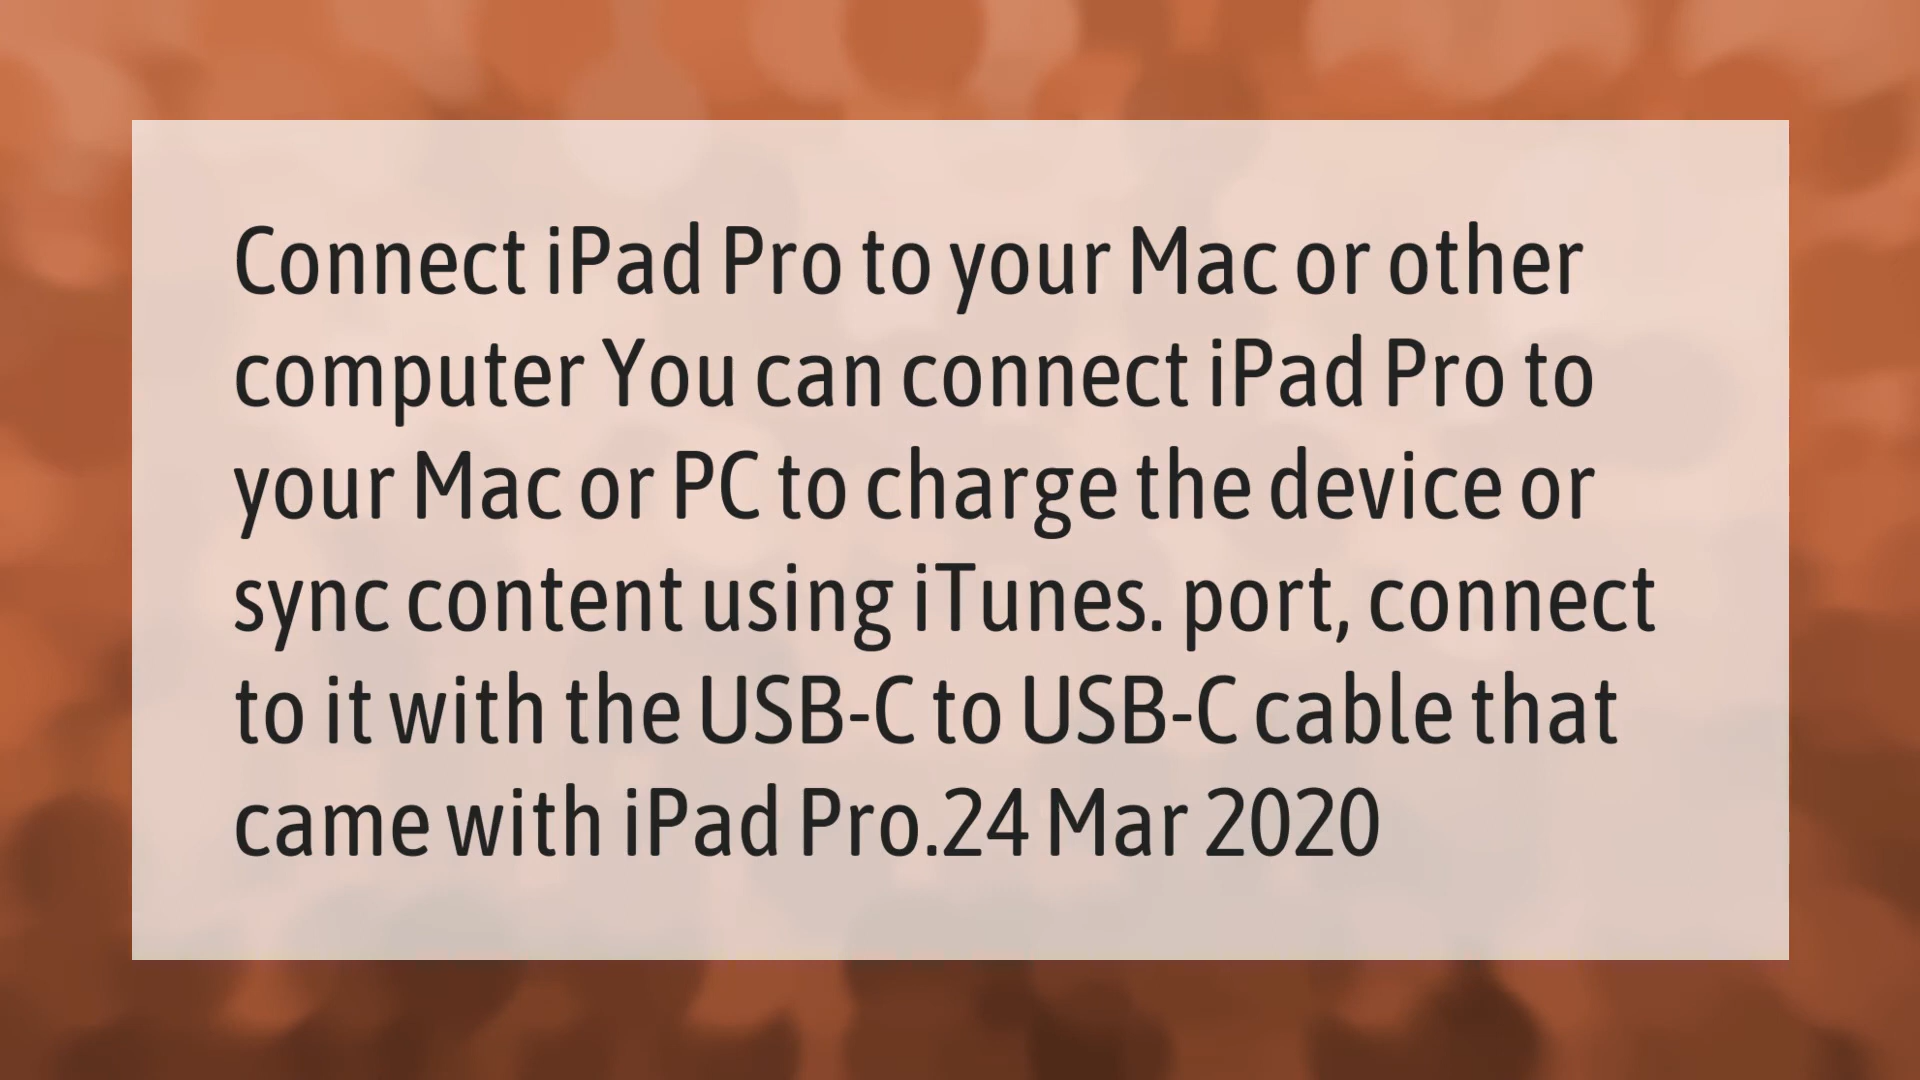 Connect iPad Pro to your Mac or other
computer You can connect iPad Pro to
your Mac or PC to charge the device or
sync content using iTunes. port, connect
to it with the USB-C to USB-C cable that
came with iPad Pro.24 Mar 2020